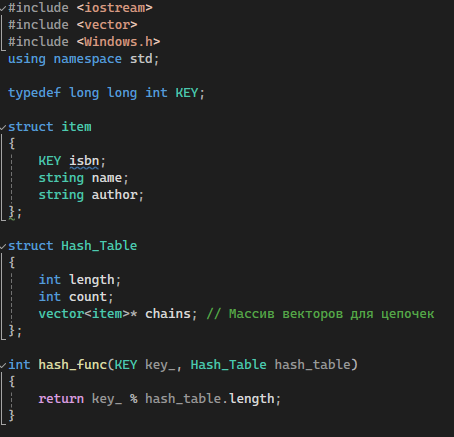 #include <iostream>
#include <vector>
#include <Windows.h>
using namespace std;
typedef long long int KEY;
struct item
{
KEY isbn;
string name;
string author;
};
struct Hash_Table
{
int length;
int count;
vector<item>* chains; // Массив векторов для цепочек
};
int hash_func(KEY key_, Hash_Table hash_table)
{
return key_ % hash_table.length;
}